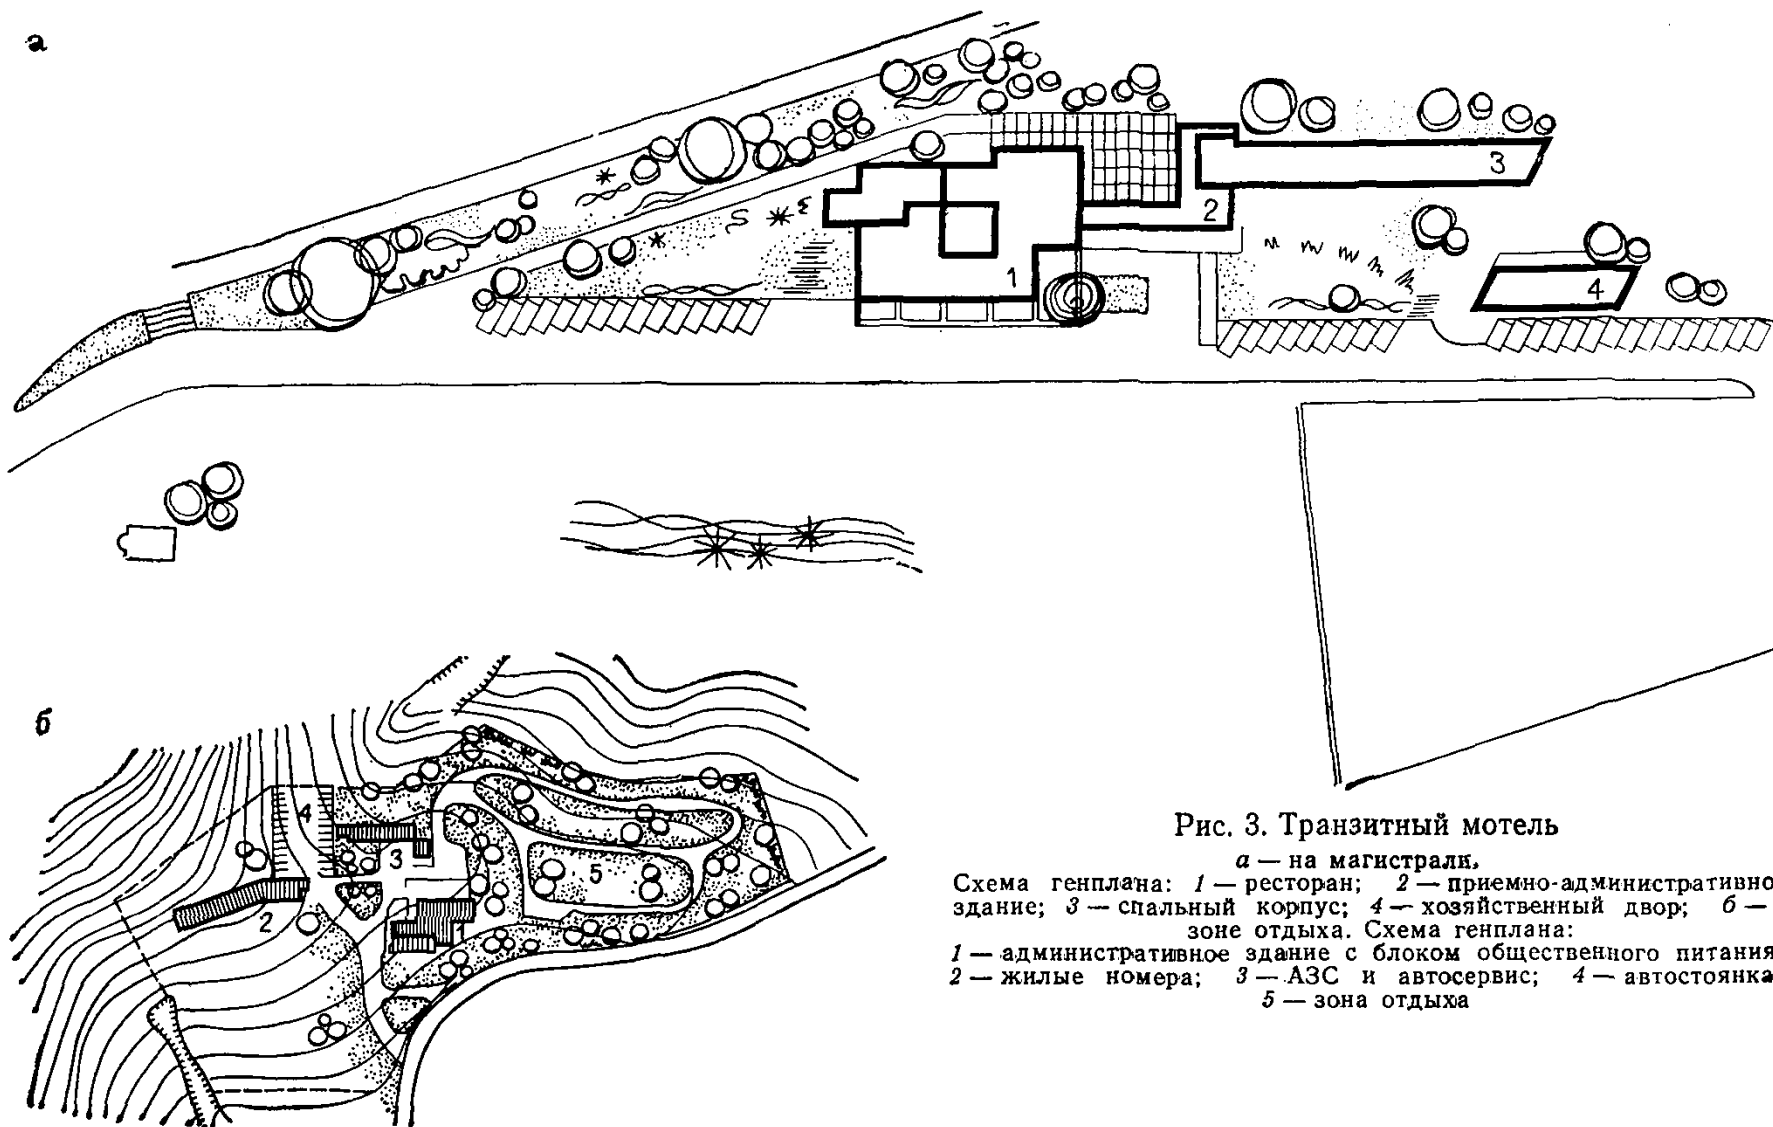 а
3
2
1
4
б
4
3
5
2
1
Рис. 3. Транзитный мотель
а — на магистрали,
Схема генплана: 1 — ресторан; 2 — приемно-административно
здание; 3 — спальный корпус; 4 — хозяйственный двор; б —
зоне отдыха. Схема генплана:
1 — административное здание с блоком общественного питания
2 — жилые номера; 3 — АЗС и автосервис; 4 — автостоянка
5 — зона отдыха